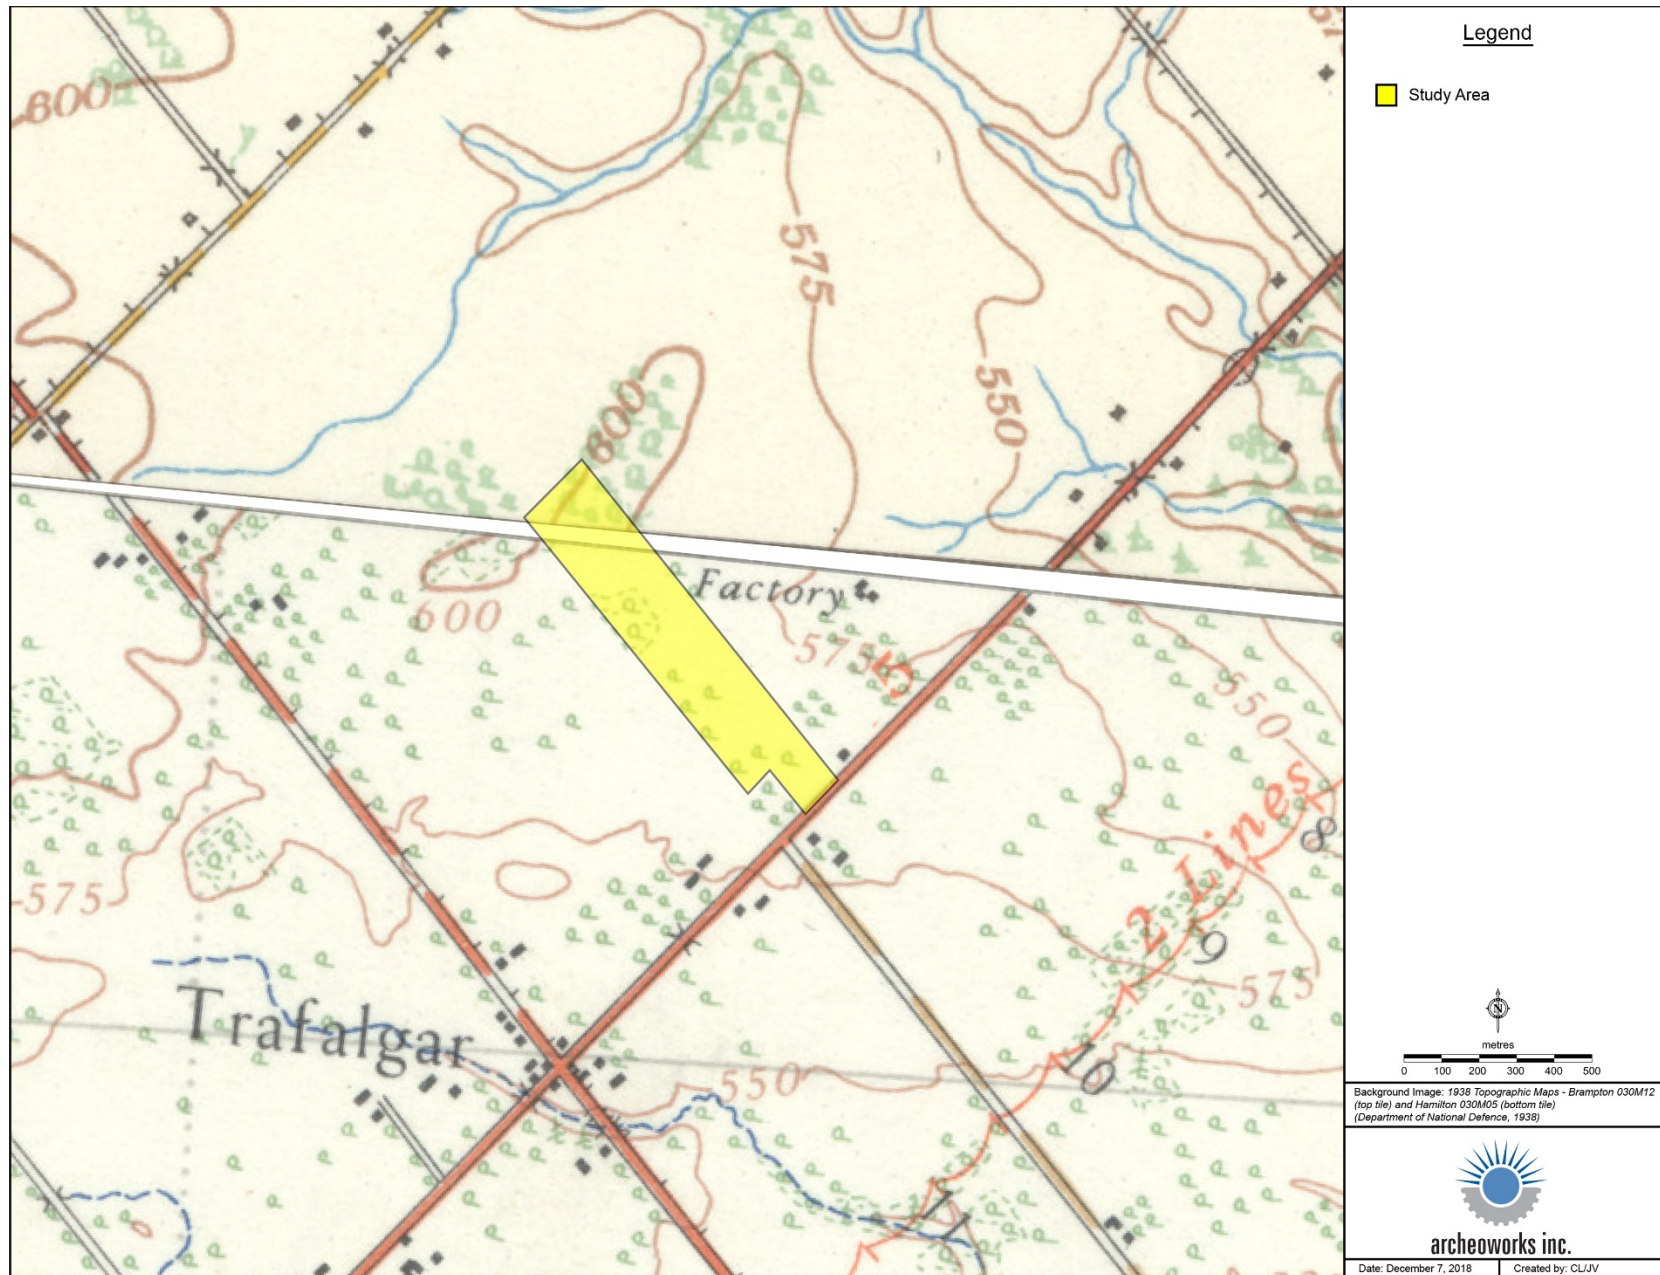 600
575
550
600
Factory
600
575
5
550
2 Lines
8
575
9
575
Trafalgar
10
550
11
Legend
Study Area
N
metres
0 100 200 300 400 500
Background Image: 1938 Topographic Maps - Brampton 030M12
(top tile) and Hamilton 030M05 (bottom tile)
(Department of National Defence, 1938)
archeoworks inc.
Date: December 7, 2018
Created by: CL/JV